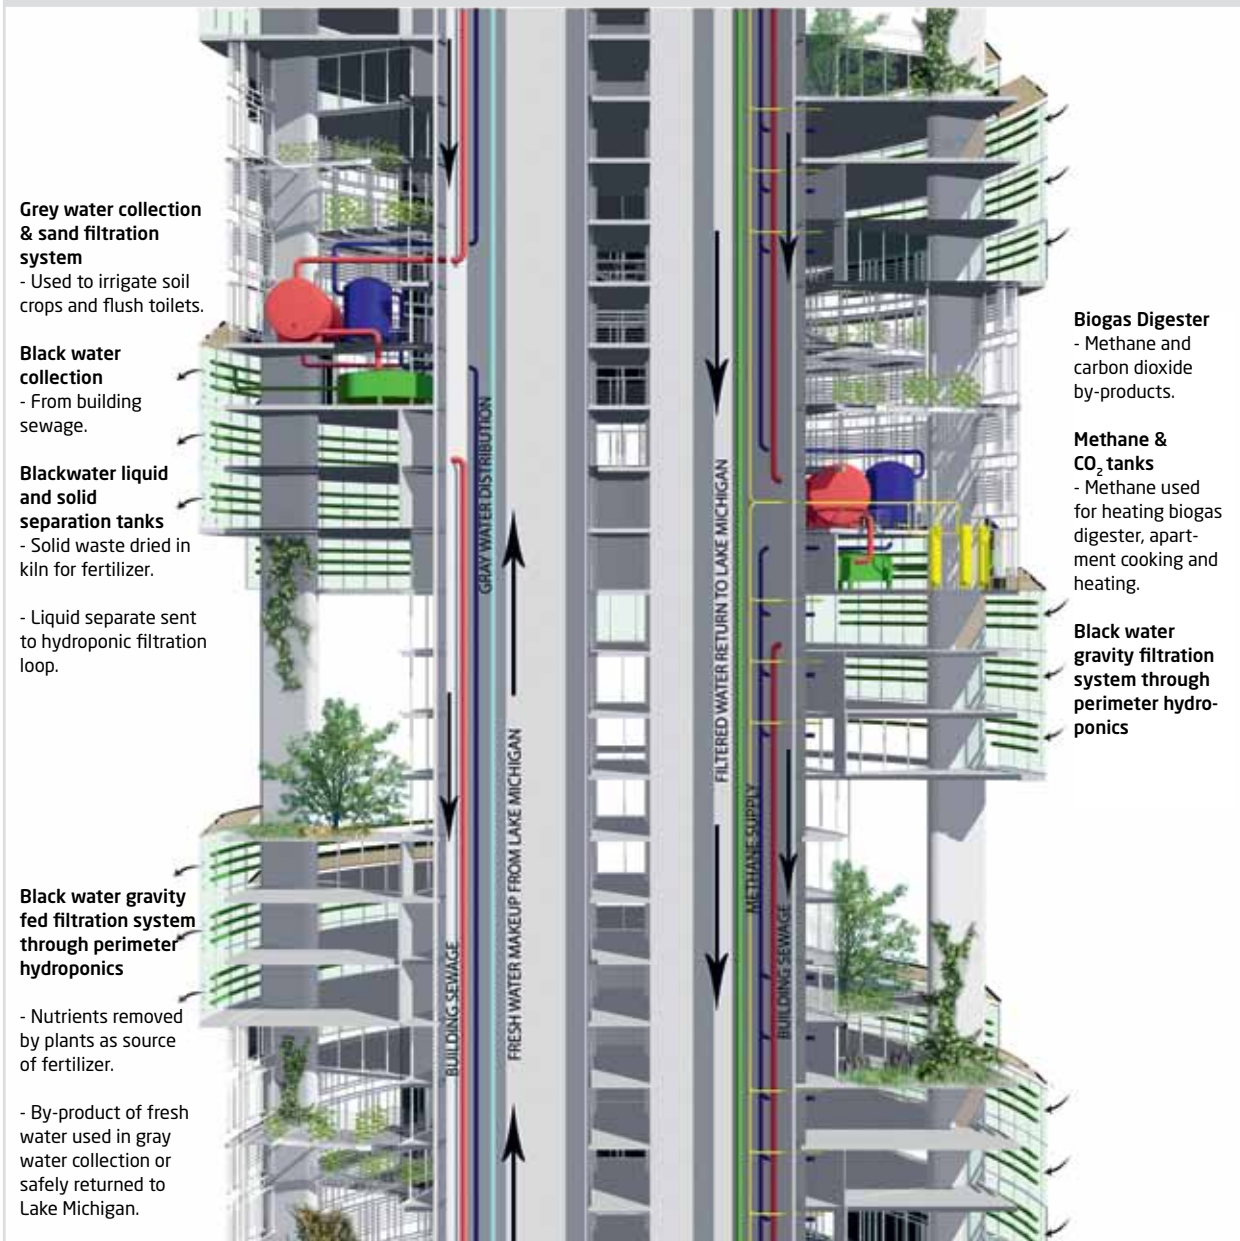 Grey water collection
& sand filtration
system
- Used to irrigate soil
crops and flush toilets.
Black water
collection
- From building
sewage.
Blackwater liquid
and solid
separation tanks
- Solid waste dried in
kiln for fertilizer.
- Liquid separate sent
to hydroponic filtration
loop.
Black water gravity
fed filtration system
through perimeter
hydroponics
- Nutrients removed
by plants as source
of fertilizer.
- By-product of fresh
water used in gray
water collection or
safely returned to
Lake Michigan.
BUILDING SEWAGE
GRAY WATER DISTRIBUTION
FRESH WATER MAKEUP FROM LAKE MICHIGAN
FILTERED WATER RETURN TO LAKE MICHIGAN
METHANE SUPPLY
BUILDING SEWAGE
Biogas Digester
- Methane and
carbon dioxide
by-products.
Methane &
CO₂ tanks
- Methane used
for heating biogas
digester, apart-
ment cooking and
heating.
Black water
gravity filtration
system through
perimeter hydro-
ponics